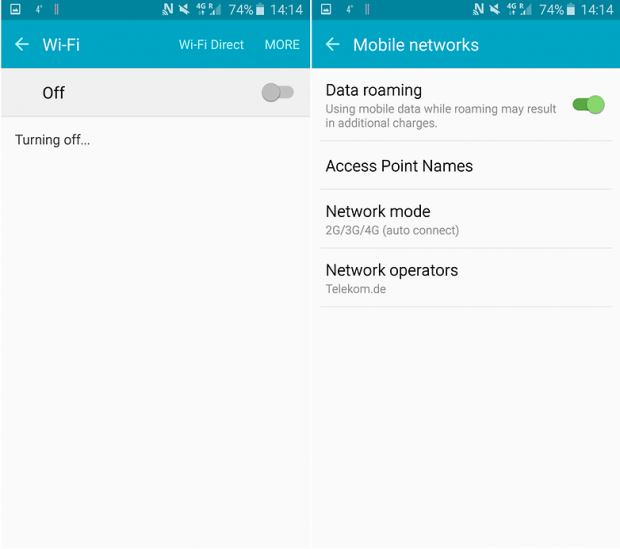 4° 4G R 74% 14:14
Wi-Fi Wi-Fi Direct MORE
Off
Turning off...
4° 4G R 74% 14:14
Mobile networks
Data roaming
Using mobile data while roaming may result
in additional charges.
Access Point Names
Network mode
2G/3G/4G (auto connect)
Network operators
Telekom.de